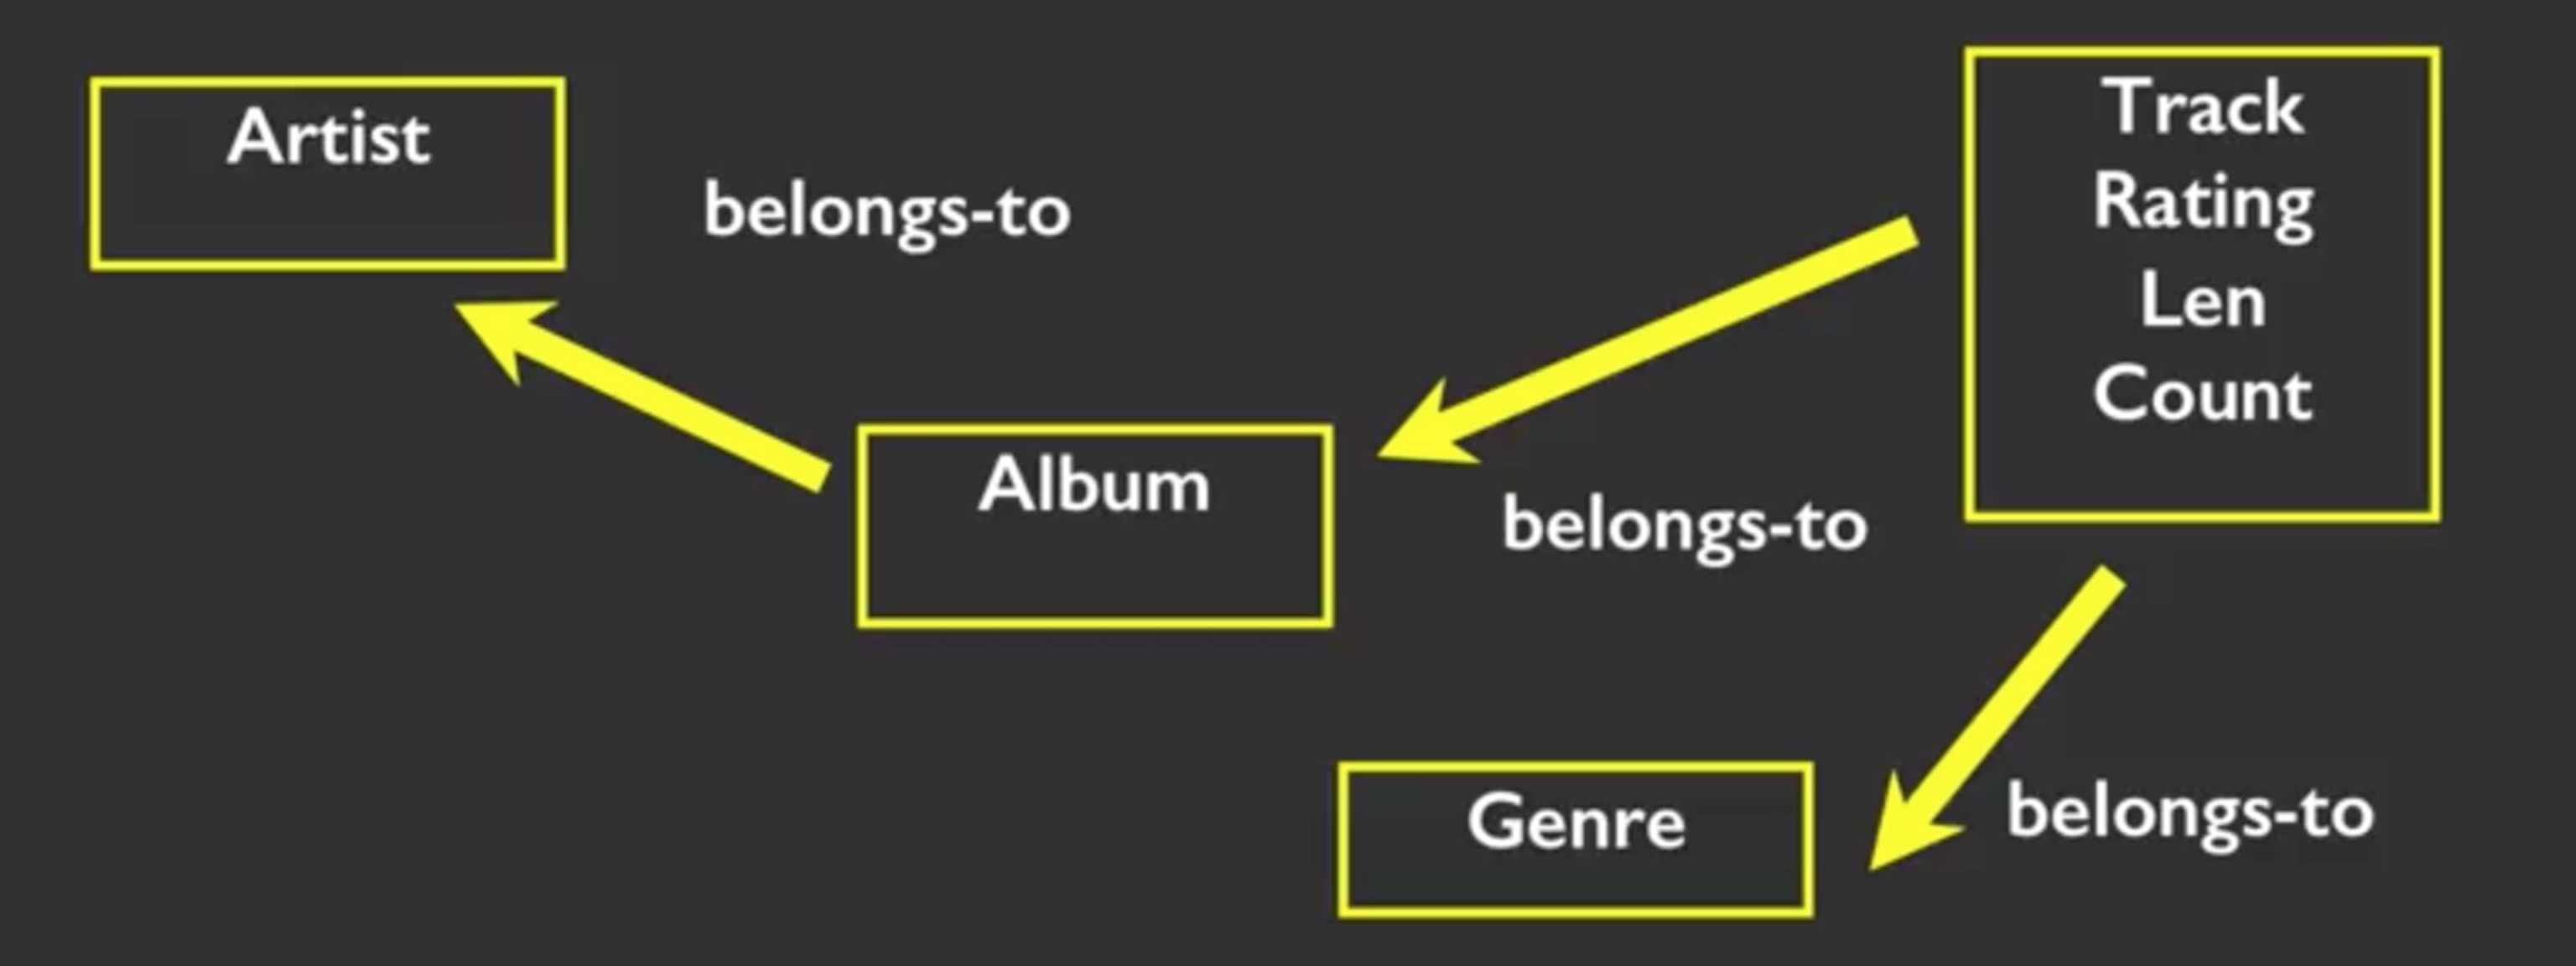 Artist
belongs-to
Track
Rating
Len
Count
Album
belongs-to
Genre
belongs-to